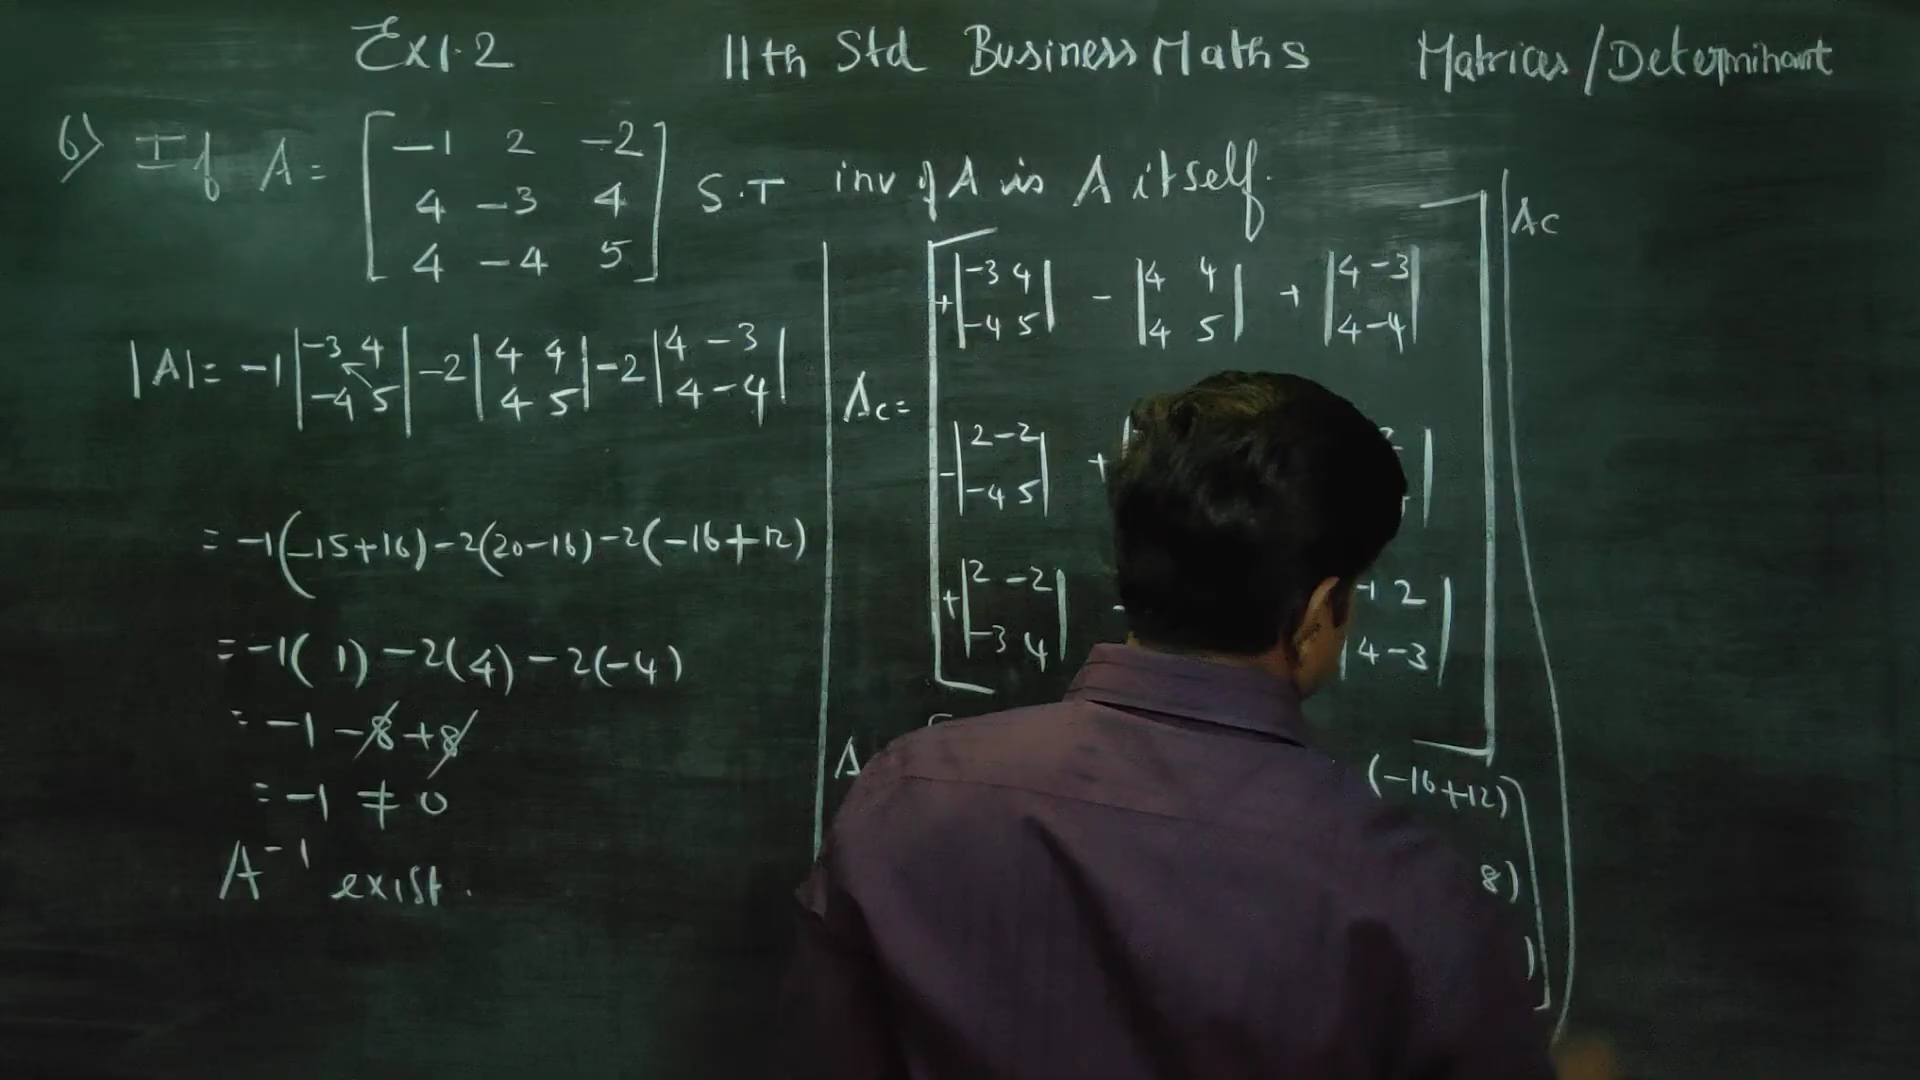 Ex 1.2 11th Std Business Maths Matrices / Determinant
6) If A = [ -1 2 -2
4 -3 4
4 -4 5 ] S.T inv of A is A itself.
|A| = -1 |-3 4 -2 |4 4 -2 |4 -3
-4 5| 4 5| 4 -4|
= -1(-15+16) -2(20-16) -2(-16+12)
= -1(1) -2(4) -2(-4)
= -1 -8 +8
= -1 ≠ 0
A⁻¹ exist.
Ac =
[ + |-3 4 - |4 4 + |4 -3
-4 5| 4 5| 4 -4|
- |2 -2 +
-4 5|
+ |2 -2 - -1 2
-3 4| |4 -3| ]
A
(-16+12)
8)
)
Ac